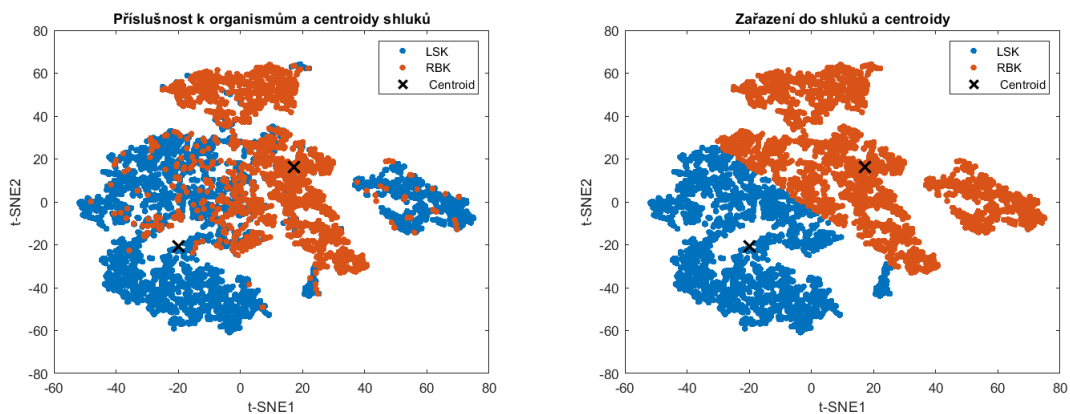 Příslušnost k organismům a centroidy shluků
80
60
40
20
0
-20
-40
-60
-80
t-SNE2
-60 -40 -20 0 20 40 60 80
t-SNE1
LSK
RBK
Centroid
Zařazení do shluků a centroidy
80
60
40
20
0
-20
-40
-60
-80
t-SNE2
-60 -40 -20 0 20 40 60 80
t-SNE1
LSK
RBK
Centroid